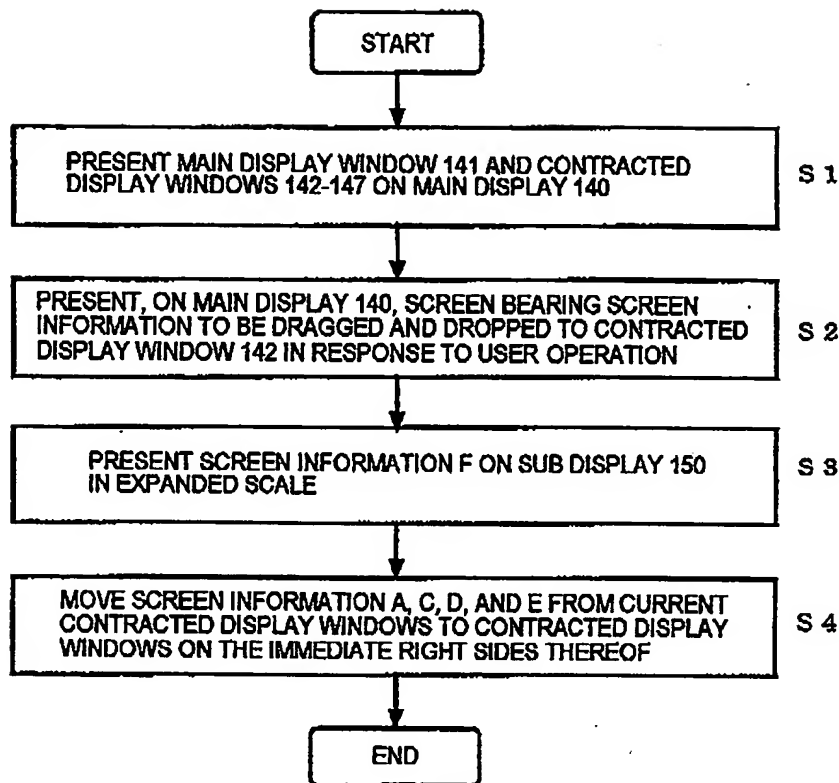 START
PRESENT MAIN DISPLAY WINDOW 141 AND CONTRACTED
DISPLAY WINDOWS 142-147 ON MAIN DISPLAY 140
S 1
PRESENT, ON MAIN DISPLAY 140, SCREEN BEARING SCREEN
INFORMATION TO BE DRAGGED AND DROPPED TO CONTRACTED
DISPLAY WINDOW 142 IN RESPONSE TO USER OPERATION
S 2
PRESENT SCREEN INFORMATION F ON SUB DISPLAY 150
IN EXPANDED SCALE
S 3
MOVE SCREEN INFORMATION A, C, D, AND E FROM CURRENT
CONTRACTED DISPLAY WINDOWS TO CONTRACTED DISPLAY
WINDOWS ON THE IMMEDIATE RIGHT SIDES THEREOF
S 4
END